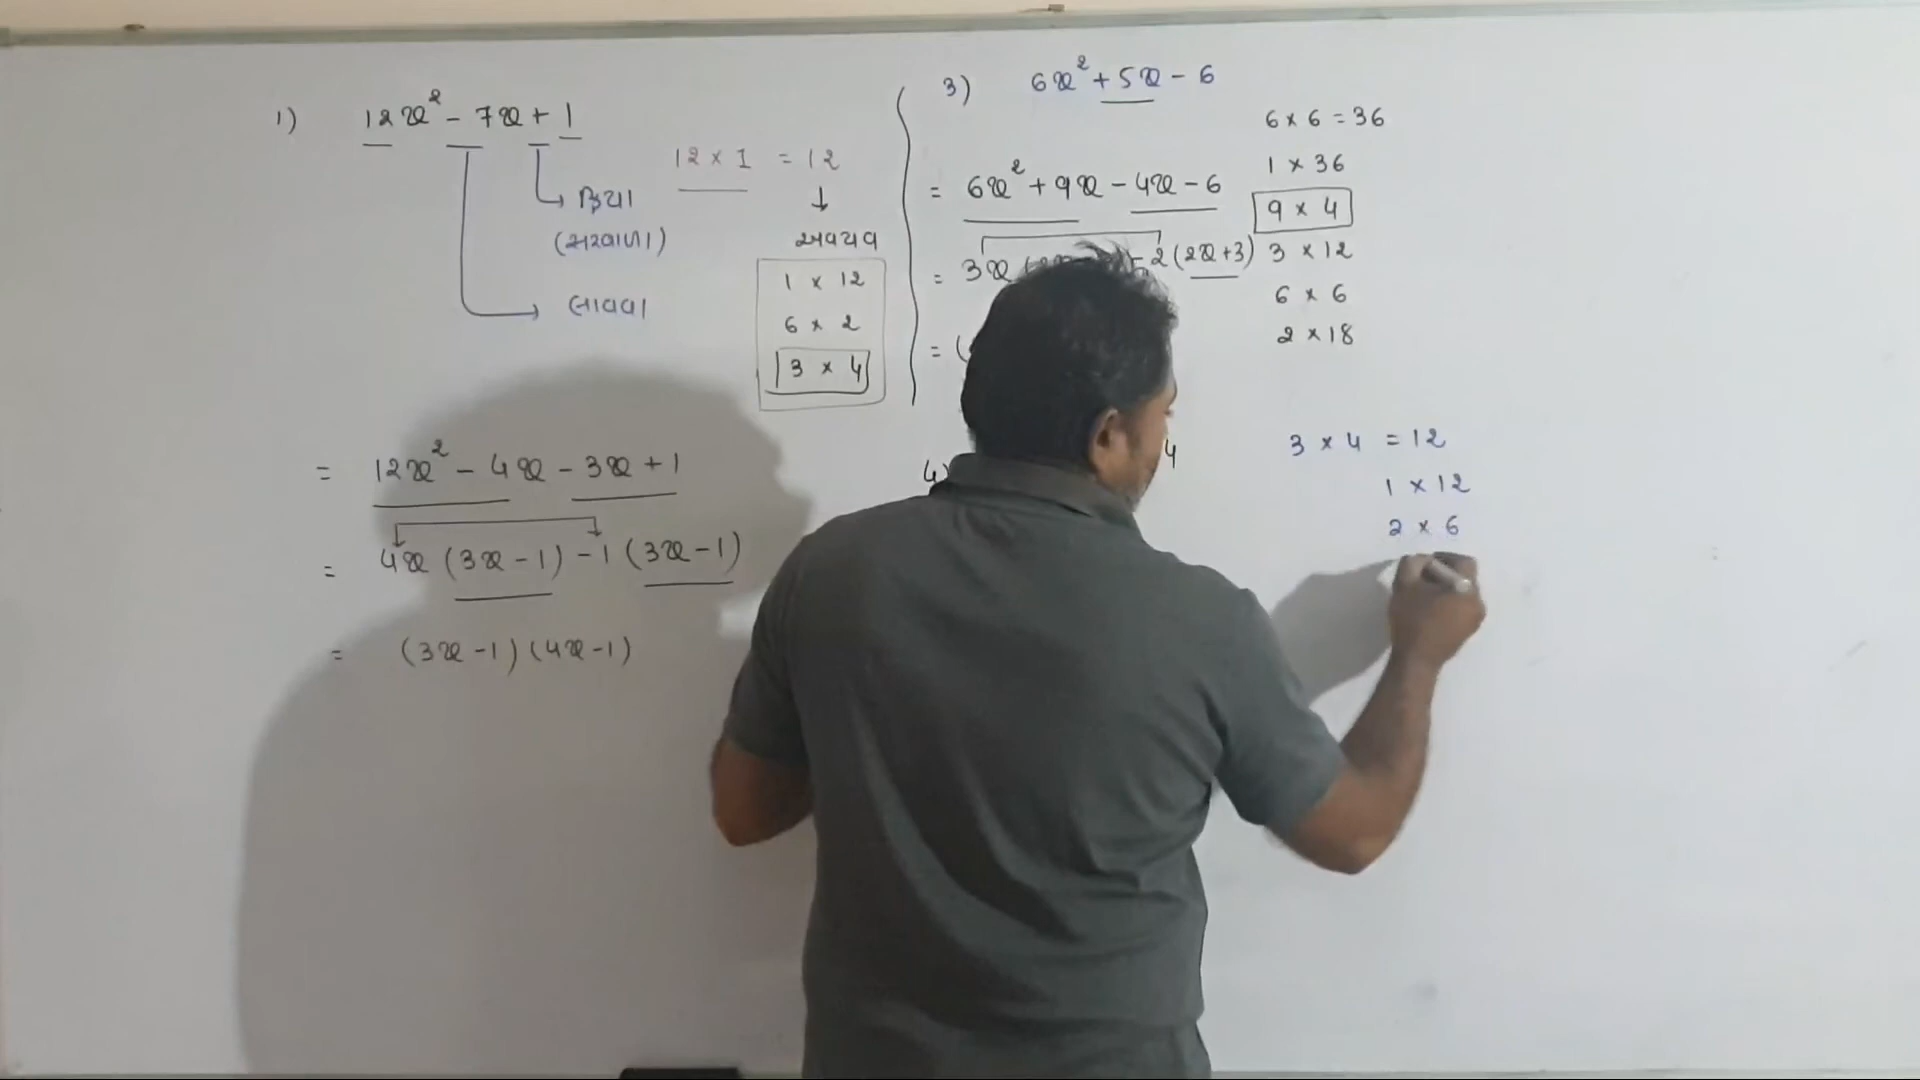 1) 12x² - 7x + 1
12 × 1 = 12
ક્રિયા
(સરવાળા)
લાવવા
અવયવ
1 × 12
6 × 2
3 × 4
= 12x² - 4x - 3x + 1
= 4x (3x - 1) - 1 (3x - 1)
= (3x - 1) (4x - 1)
3) 6x² + 5x - 6
6 × 6 = 36
1 × 36
9 × 4
3 × 12
6 × 6
2 × 18
= 6x² + 9x - 4x - 6
= 3x ( - 2 (2x + 3)
= (
4) 4
3 × 4 = 12
1 × 12
2 × 6